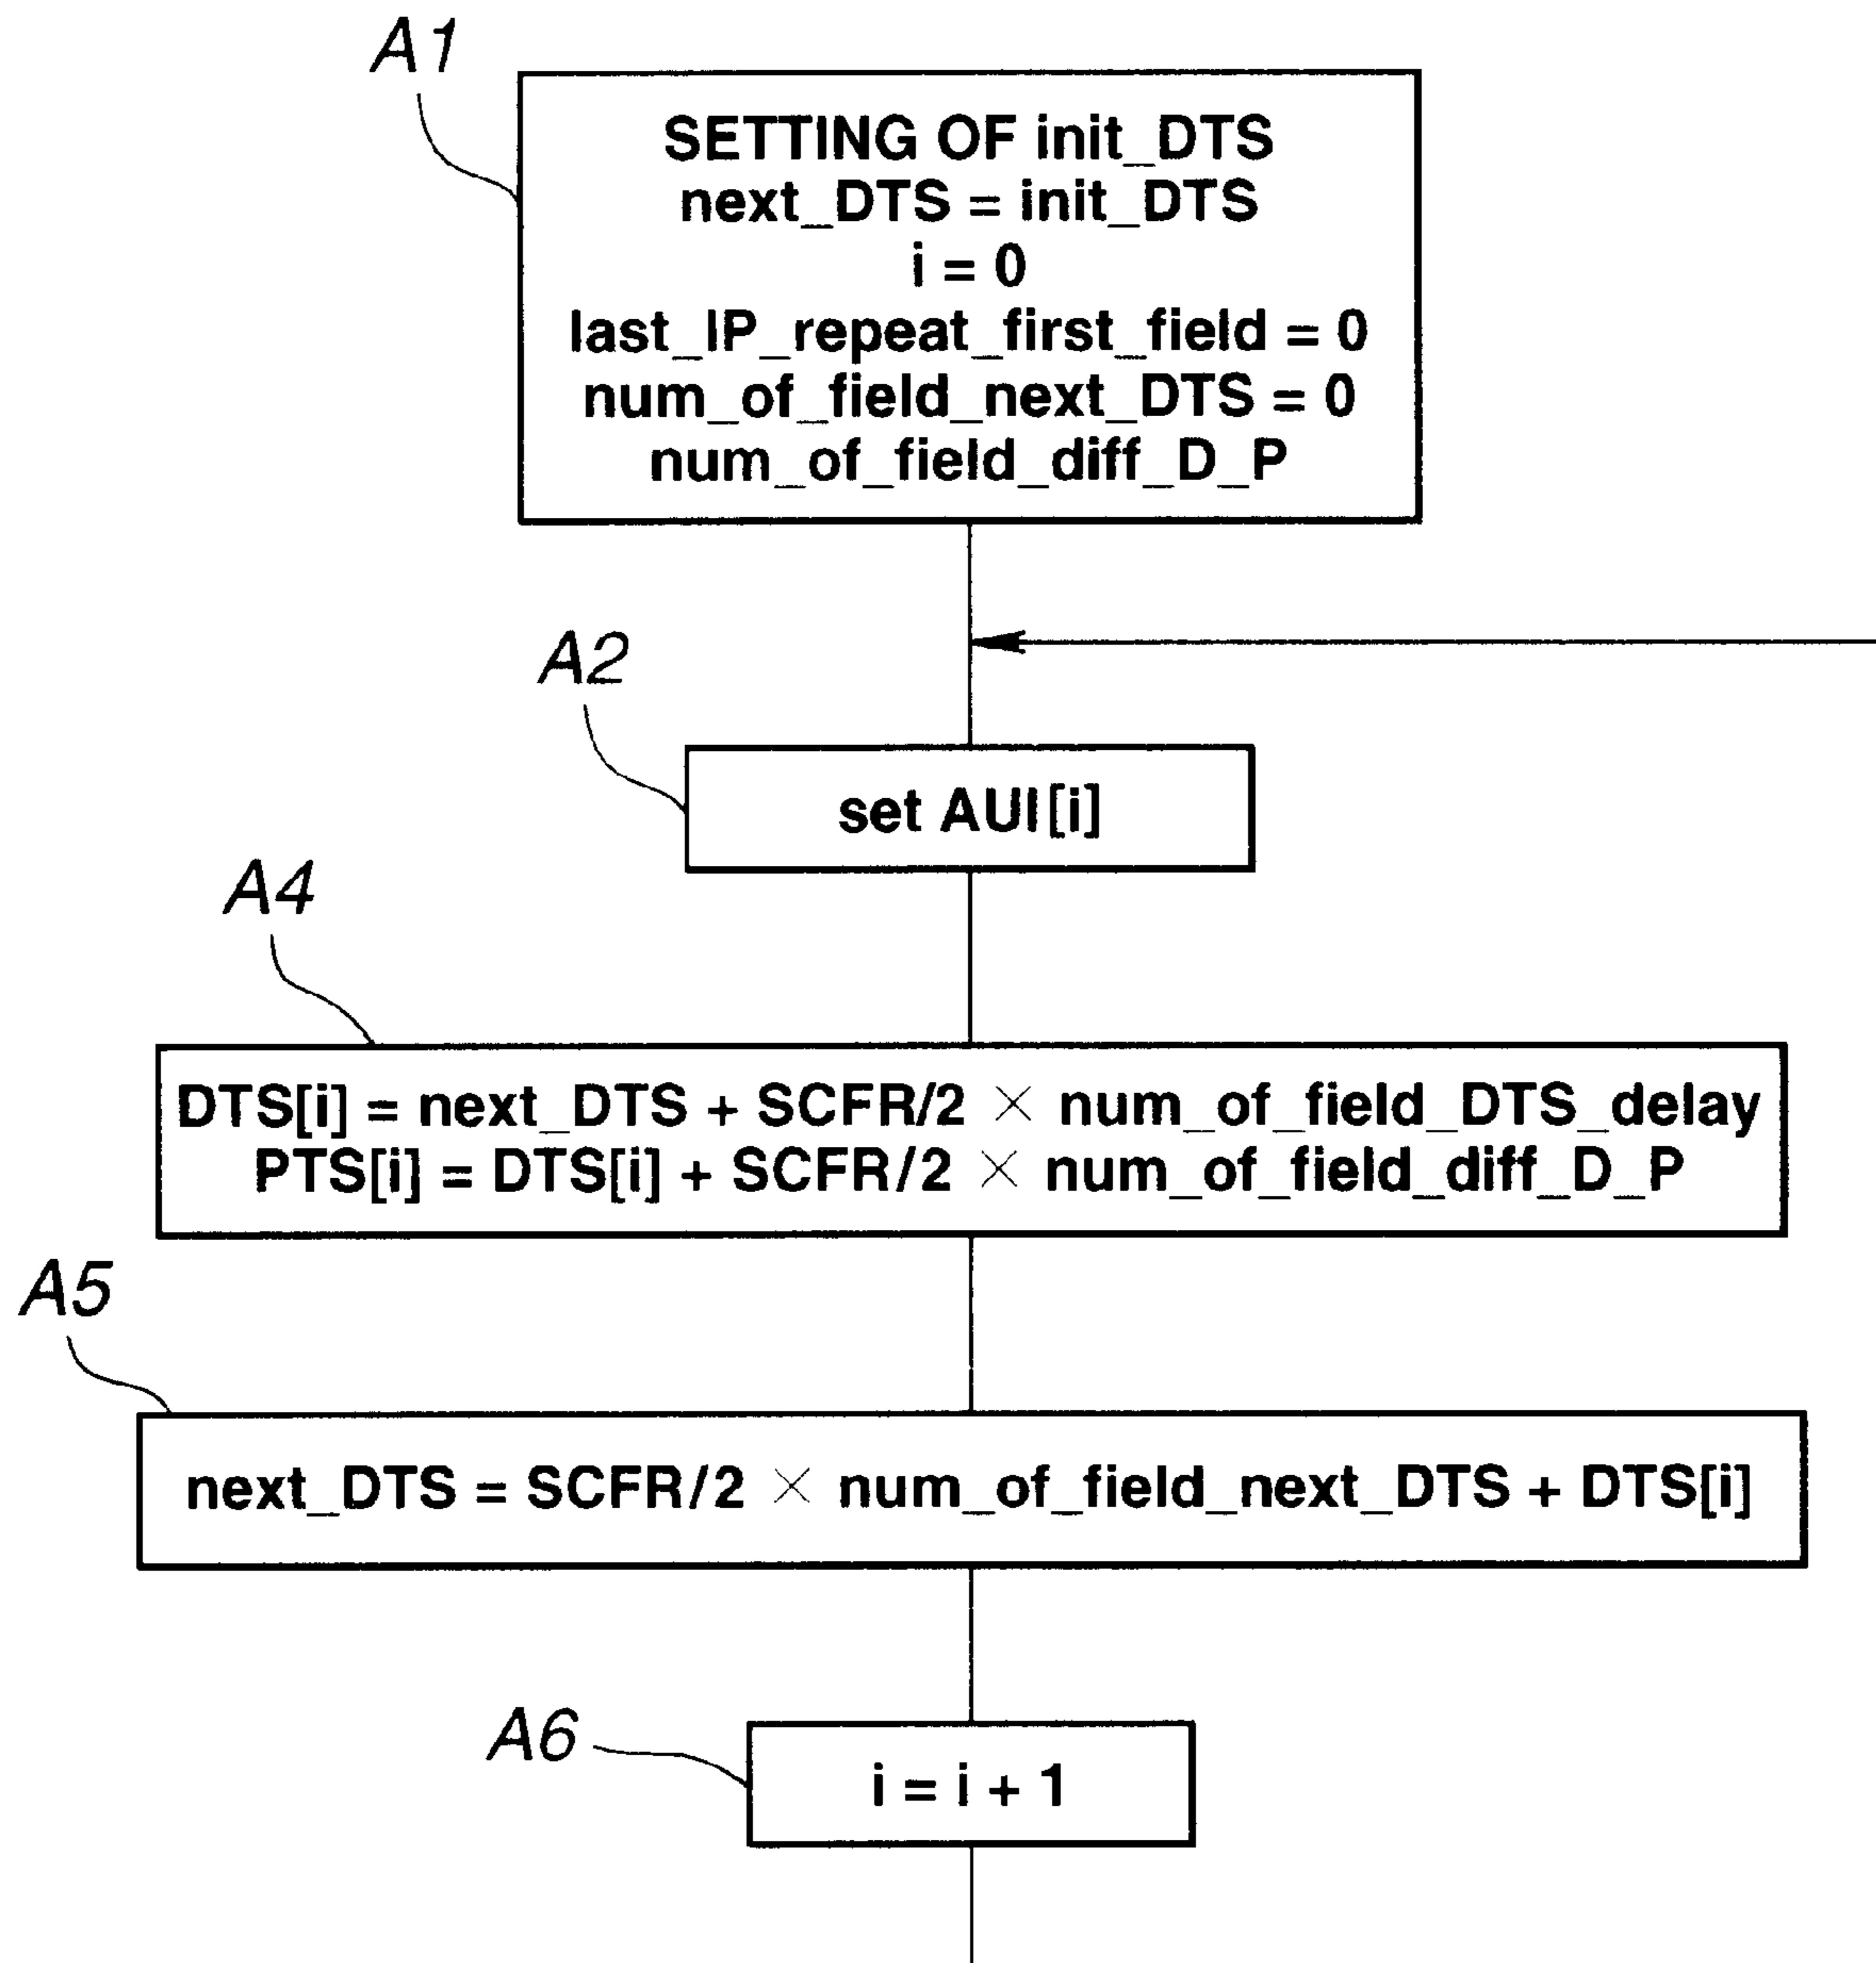 A1
SETTING OF init_DTS
next_DTS = init_DTS
i = 0
last_IP_repeat_first_field = 0
num_of_field_next_DTS = 0
num_of_field_diff_D_P
A2
set AUI[i]
A4
DTS[i] = next_DTS + SCFR/2 × num_of_field_DTS_delay
PTS[i] = DTS[i] + SCFR/2 × num_of_field_diff_D_P
A5
next_DTS = SCFR/2 × num_of_field_next_DTS + DTS[i]
A6
i = i + 1